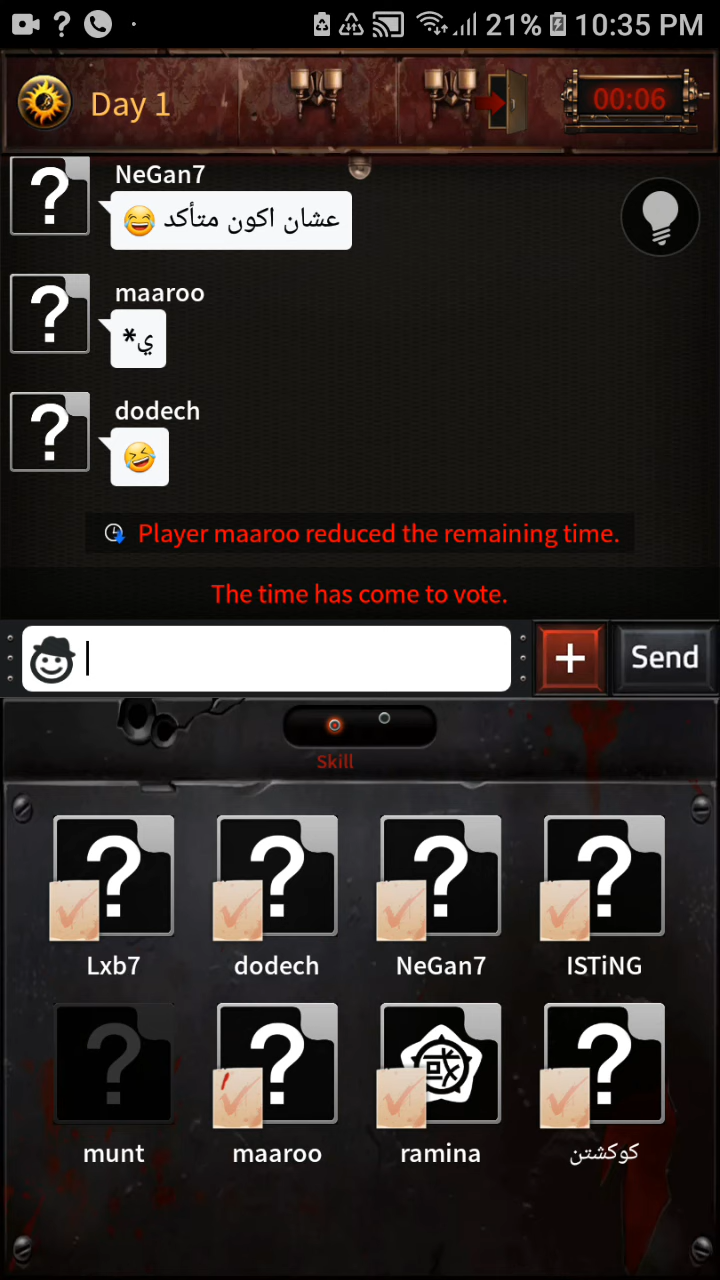 21% 10:35 PM
Day 1
00:06
NeGan7
عشان اكون متأكد 😂
maaroo
ي*
dodech
🤣
Player maaroo reduced the remaining time.
The time has come to vote.
Send
Skill
Lxb7 dodech NeGan7 ISTiNG
munt maaroo ramina كوكشتن